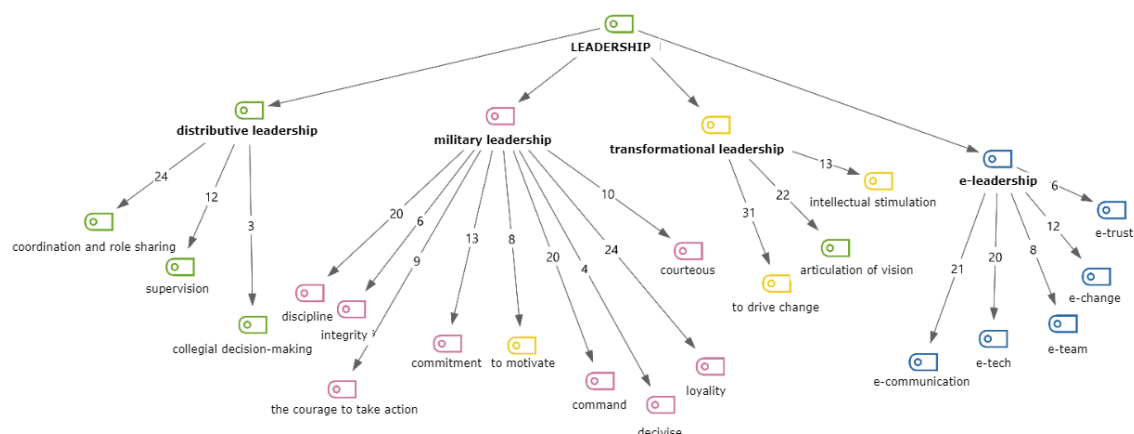 LEADERSHIP
distributive leadership
military leadership
transformational leadership
e-leadership
24
12
3
20
6
9
13
8
20
4
24
10
31
22
13
21
20
8
12
6
coordination and role sharing
supervision
collegial decision-making
discipline
integrity
the courage to take action
commitment
to motivate
command
decivise
loyality
courteous
to drive change
articulation of vision
intellectual stimulation
e-communication
e-tech
e-team
e-change
e-trust